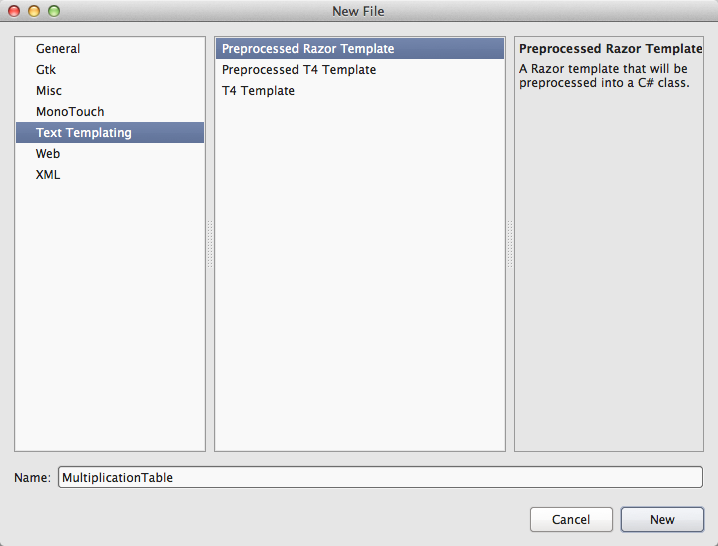 New File
General
Gtk
Misc
MonoTouch
Text Templating
Web
XML
Preprocessed Razor Template
Preprocessed T4 Template
T4 Template
Preprocessed Razor Template
A Razor template that will be
preprocessed into a C# class.
Name: MultiplicationTable
Cancel New